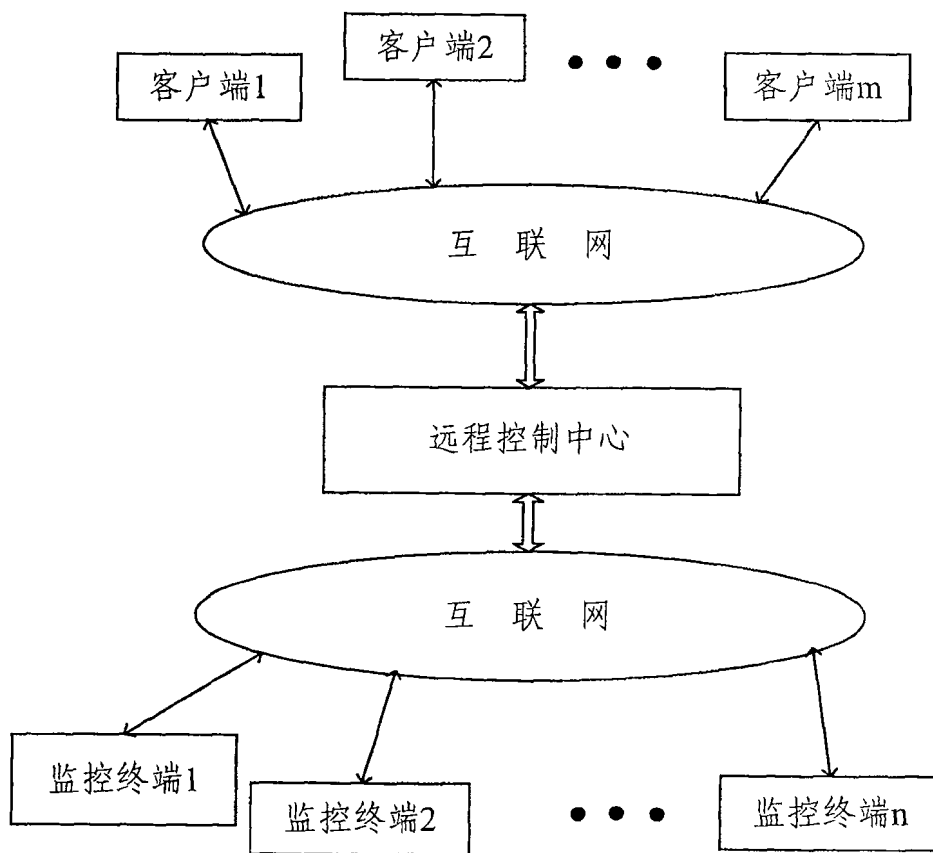 客户端1
客户端2
客户端m
互 联 网
远程控制中心
互 联 网
监控终端1
监控终端2
监控终端n